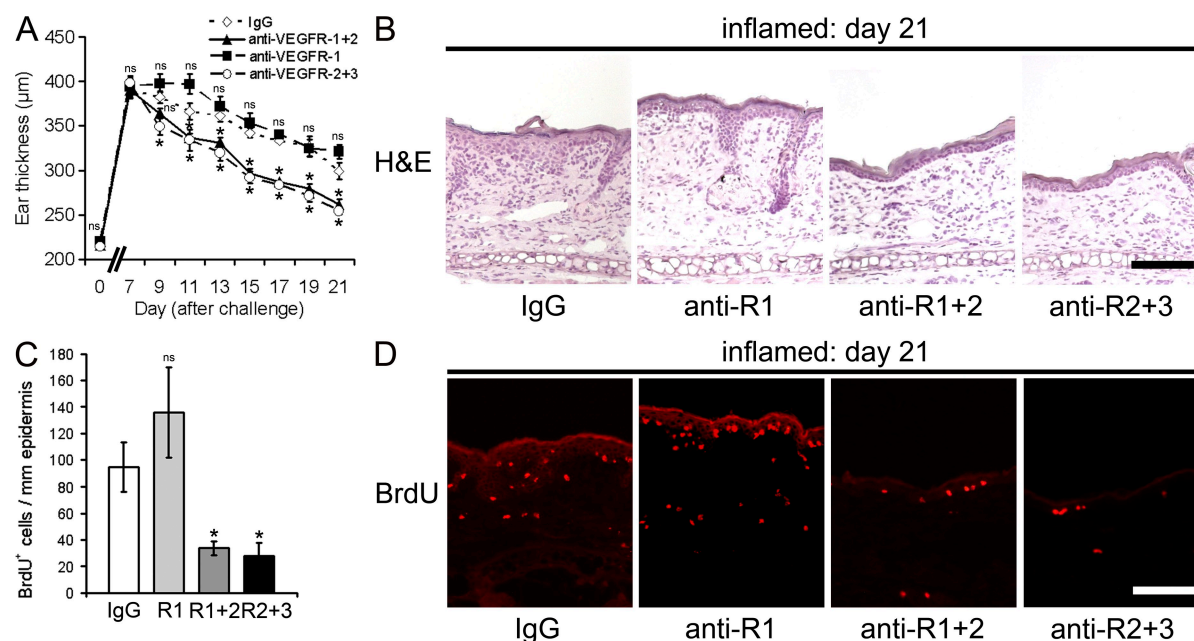 A
IgG
anti-VEGFR-1+2
anti-VEGFR-1
anti-VEGFR-2+3
450
400
350
300
250
200
Ear thickness (µm)
ns
ns
ns
ns
ns
ns
ns
ns
ns
ns
* * * * * * *
* * * * * * *
0 7 9 11 13 15 17 19 21
Day (after challenge)
B
inflamed: day 21
H&E
IgG anti-R1 anti-R1+2 anti-R2+3
C
180
160
140
120
100
80
60
40
20
0
BrdU+ cells / mm epidermis
ns
* *
IgG R1 R1+2 R2+3
D
inflamed: day 21
BrdU
IgG anti-R1 anti-R1+2 anti-R2+3